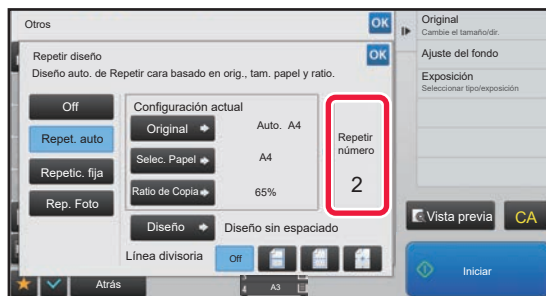 Otros
OK
Repetir diseño
OK
Diseño auto. de Repetir cara basado en orig., tam. papel y ratio.
Off
Repet. auto
Repetic. fija
Rep. Foto
Configuración actual
Original
Auto. A4
Selec. Papel
A4
Ratio de Copia
65%
Repetir
número
2
Diseño
Diseño sin espaciado
Línea divisoria
Off
Atrás
A3
Original
Cambie el tamaño/dir.
Ajuste del fondo
Exposición
Seleccionar tipo/exposición
Vista previa
CA
Iniciar